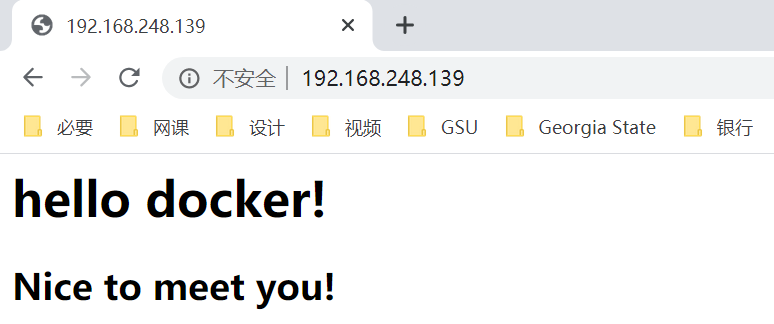 192.168.248.139
不安全 192.168.248.139
必要 网课 设计 视频 GSU Georgia State 银行
hello docker!
Nice to meet you!